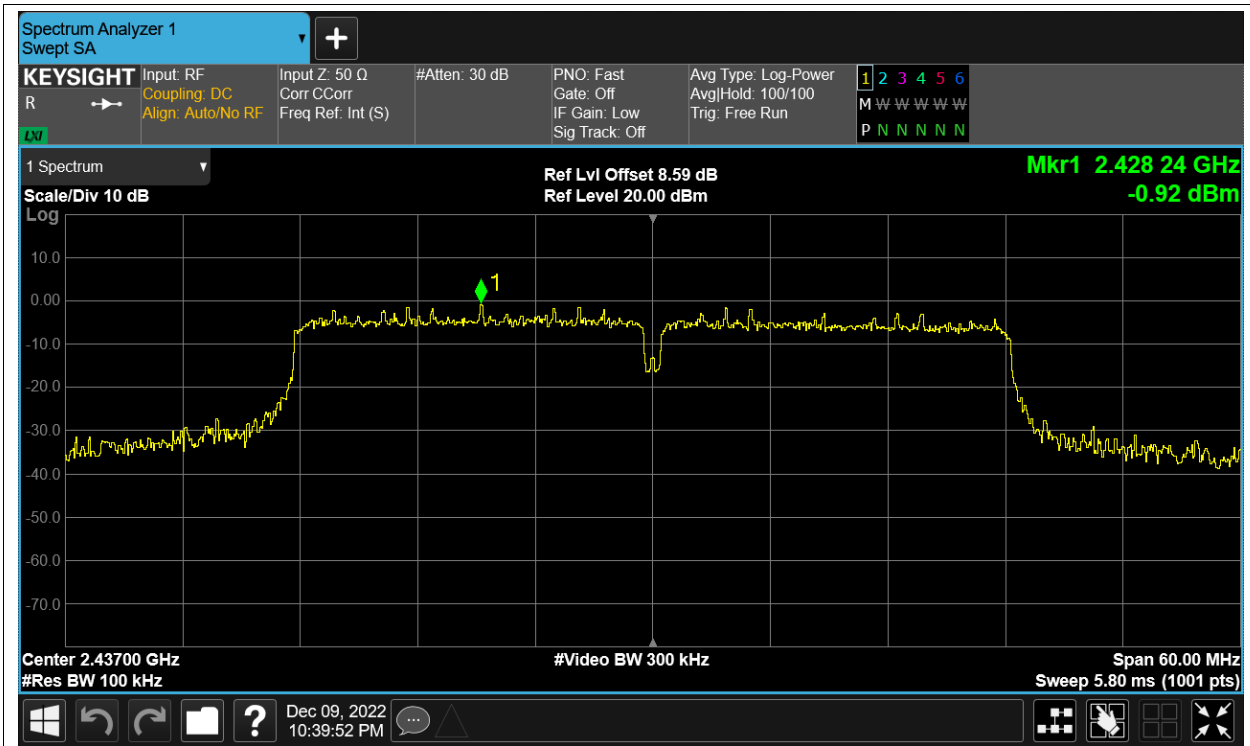 Spectrum Analyzer 1
Swept SA
KEYSIGHT
R
LXI
Input: RF
Coupling: DC
Align: Auto/No RF
Input Z: 50 Ω
Corr CCorr
Freq Ref: Int (S)
#Atten: 30 dB
PNO: Fast
Gate: Off
IF Gain: Low
Sig Track: Off
Avg Type: Log-Power
Avg|Hold: 100/100
Trig: Free Run
1 2 3 4 5 6
M W W W W W
P N N N N N
1 Spectrum
Scale/Div 10 dB
Log
Ref Lvl Offset 8.59 dB
Ref Level 20.00 dBm
Mkr1 2.428 24 GHz
-0.92 dBm
1
10.0
0.00
-10.0
-20.0
-30.0
-40.0
-50.0
-60.0
-70.0
Center 2.43700 GHz
#Res BW 100 kHz
#Video BW 300 kHz
Span 60.00 MHz
Sweep 5.80 ms (1001 pts)
?
Dec 09, 2022
10:39:52 PM